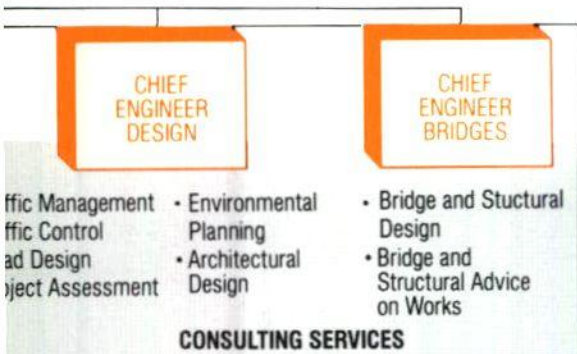 CHIEF
ENGINEER
DESIGN
CHIEF
ENGINEER
BRIDGES
ffic Management
ffic Control
ad Design
ject Assessment
• Environmental
Planning
• Architectural
Design
• Bridge and Stuctural
Design
• Bridge and
Structural Advice
on Works
CONSULTING SERVICES